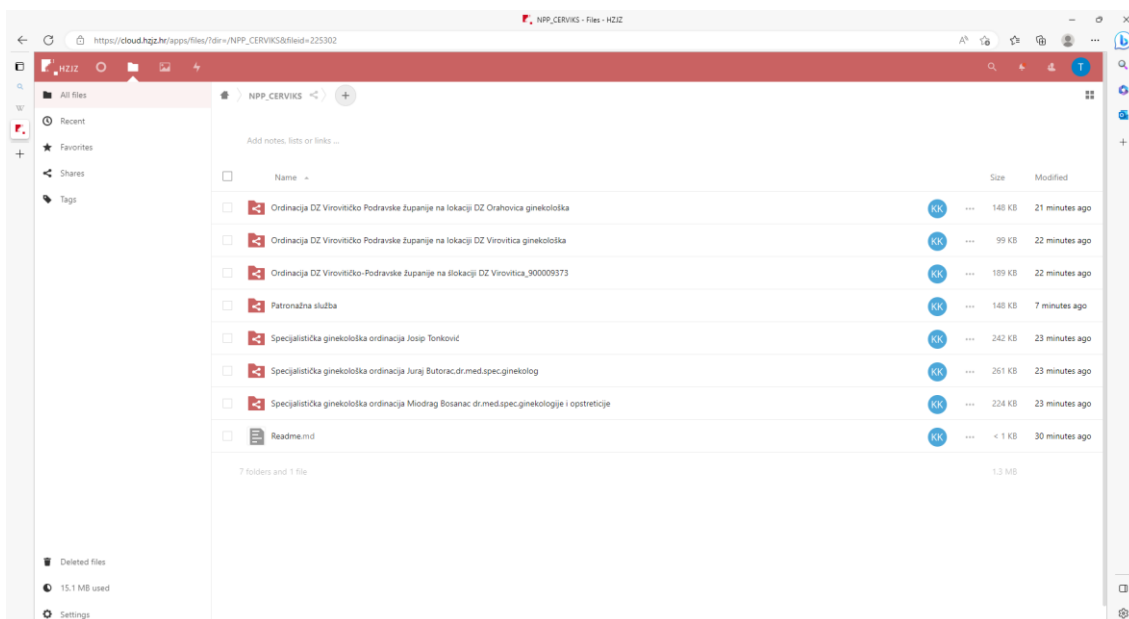 NPP_CERVIKS - Files - HZJZ
https://cloud.hzjz.hr/apps/files/?dir=/NPP_CERVIKS&fileid=225302
HZJZ
T
All files
NPP_CERVIKS
Recent
Add notes, lists or links ...
Favorites
Shares
Name
Size
Modified
Tags
Ordinacija DZ Virovitičko Podravske županije na lokaciji DZ Orahovica ginekološka
KK
148 KB
21 minutes ago
Ordinacija DZ Virovitičko Podravske županije na lokaciji DZ Virovitica ginekološka
KK
99 KB
22 minutes ago
Ordinacija DZ Virovitičko-Podravske županije na šlokaciji DZ Virovitica_900009373
KK
189 KB
22 minutes ago
Patronažna služba
KK
148 KB
7 minutes ago
Specijalistička ginekološka ordinacija Josip Tonković
KK
242 KB
23 minutes ago
Specijalistička ginekološka ordinacija Juraj Butorac,dr.med.spec.ginekolog
KK
261 KB
23 minutes ago
Specijalistička ginekološka ordinacija Miodrag Bosanac dr.med.spec.ginekologije i opstreticije
KK
224 KB
23 minutes ago
Readme.md
KK
< 1 KB
30 minutes ago
7 folders and 1 file
1.3 MB
Deleted files
15.1 MB used
Settings